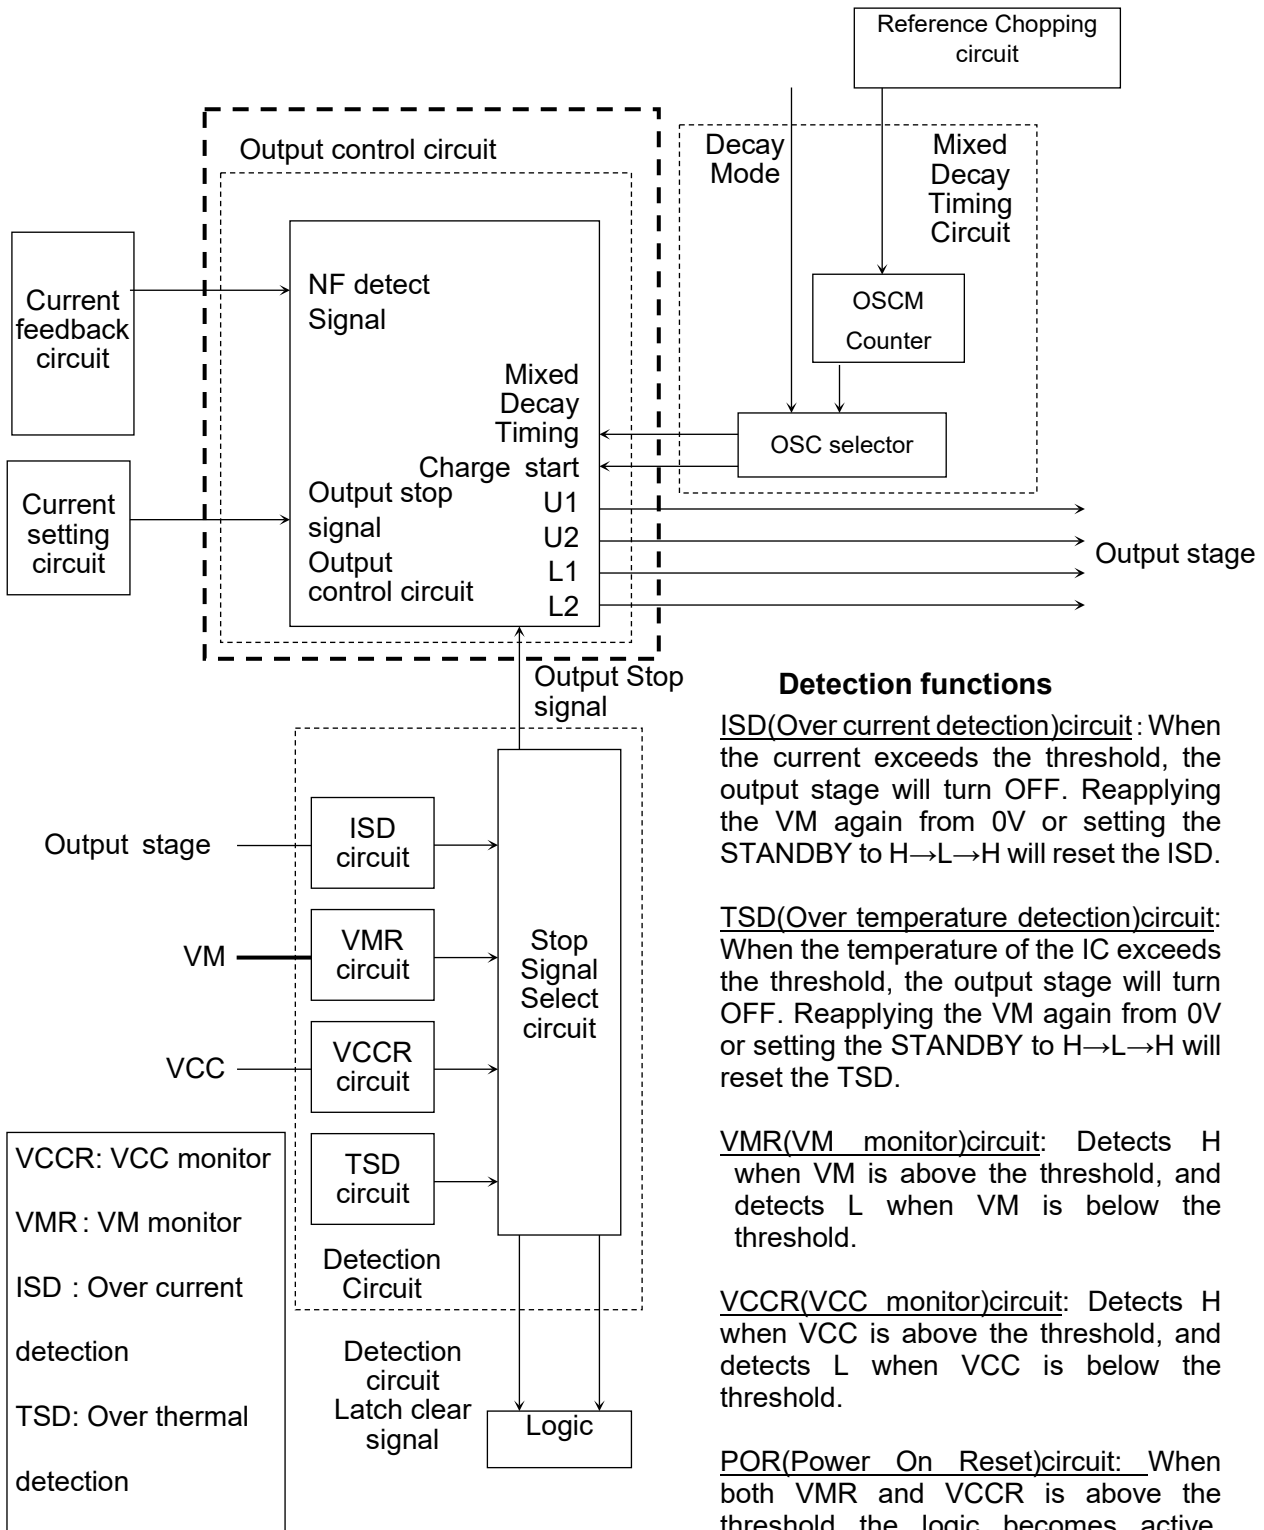 Reference Chopping
circuit
Output control circuit
Decay
Mode
Mixed
Decay
Timing
Circuit
Current
feedback
circuit
NF detect
Signal
OSCM
Counter
Mixed
Decay
Timing
OSC selector
Charge start
Current
setting
circuit
Output stop
signal
Output
control circuit
U1
U2
L1
L2
Output stage
Output Stop
signal
Output stage
ISD
circuit
VM
VMR
circuit
VCC
VCCR
circuit
TSD
circuit
Stop
Signal
Select
circuit
Detection
Circuit
Detection
circuit
Latch clear
signal
Logic
VCCR: VCC monitor
VMR : VM monitor
ISD : Over current
detection
TSD: Over thermal
detection
Detection functions
ISD(Over current detection)circuit : When
the current exceeds the threshold, the
output stage will turn OFF. Reapplying
the VM again from 0V or setting the
STANDBY to H→L→H will reset the ISD.
TSD(Over temperature detection)circuit:
When the temperature of the IC exceeds
the threshold, the output stage will turn
OFF. Reapplying the VM again from 0V
or setting the STANDBY to H→L→H will
reset the TSD.
VMR(VM monitor)circuit: Detects H
when VM is above the threshold, and
detects L when VM is below the
threshold.
VCCR(VCC monitor)circuit: Detects H
when VCC is above the threshold, and
detects L when VCC is below the
threshold.
POR(Power On Reset)circuit: When
both VMR and VCCR is above the
threshold the logic becomes active.